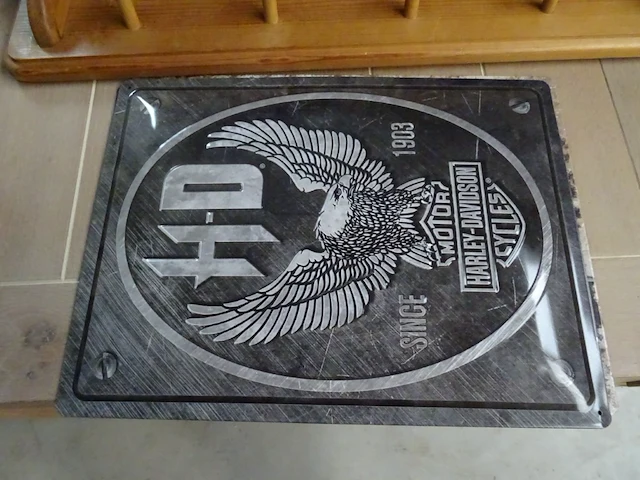 H-D
SINCE 1903
MOTOR
HARLEY-DAVIDSON
CYCLES